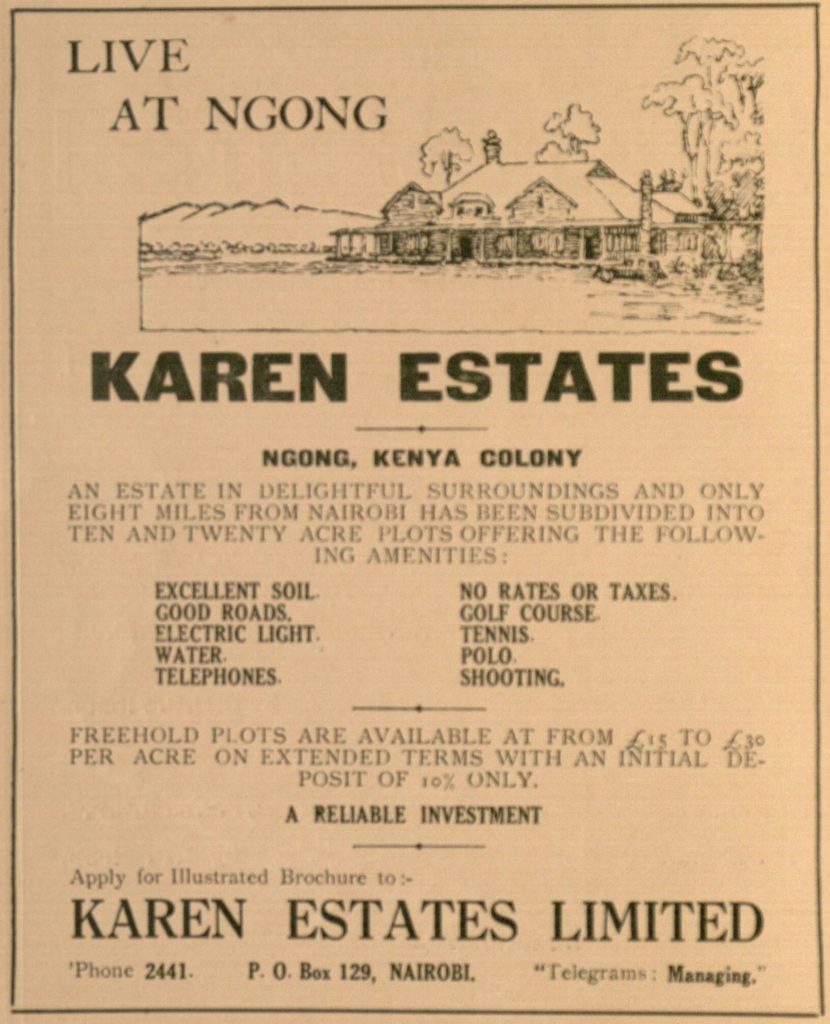 LIVE
AT NGONG
KAREN ESTATES
NGONG, KENYA COLONY
AN ESTATE IN DELIGHTFUL SURROUNDINGS AND ONLY
EIGHT MILES FROM NAIROBI HAS BEEN SUBDIVIDED INTO
TEN AND TWENTY ACRE PLOTS OFFERING THE FOLLOW-
ING AMENITIES:
EXCELLENT SOIL.
GOOD ROADS.
ELECTRIC LIGHT.
WATER.
TELEPHONES.
NO RATES OR TAXES.
GOLF COURSE.
TENNIS.
POLO.
SHOOTING.
FREEHOLD PLOTS ARE AVAILABLE AT FROM £15 TO £30
PER ACRE ON EXTENDED TERMS WITH AN INITIAL DE-
POSIT OF 10% ONLY.
A RELIABLE INVESTMENT
Apply for Illustrated Brochure to :-
KAREN ESTATES LIMITED
'Phone 2441. P. O. Box 129, NAIROBI. "Telegrams: Managing."